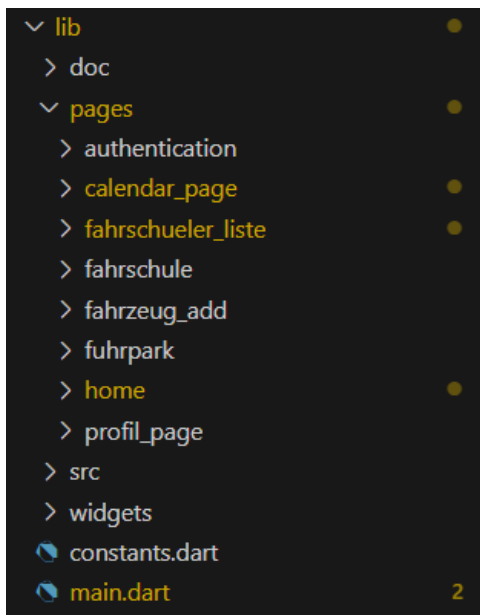 lib
doc
pages
authentication
calendar_page
fahrschueler_liste
fahrschule
fahrzeug_add
fuhrpark
home
profil_page
src
widgets
constants.dart
main.dart 2